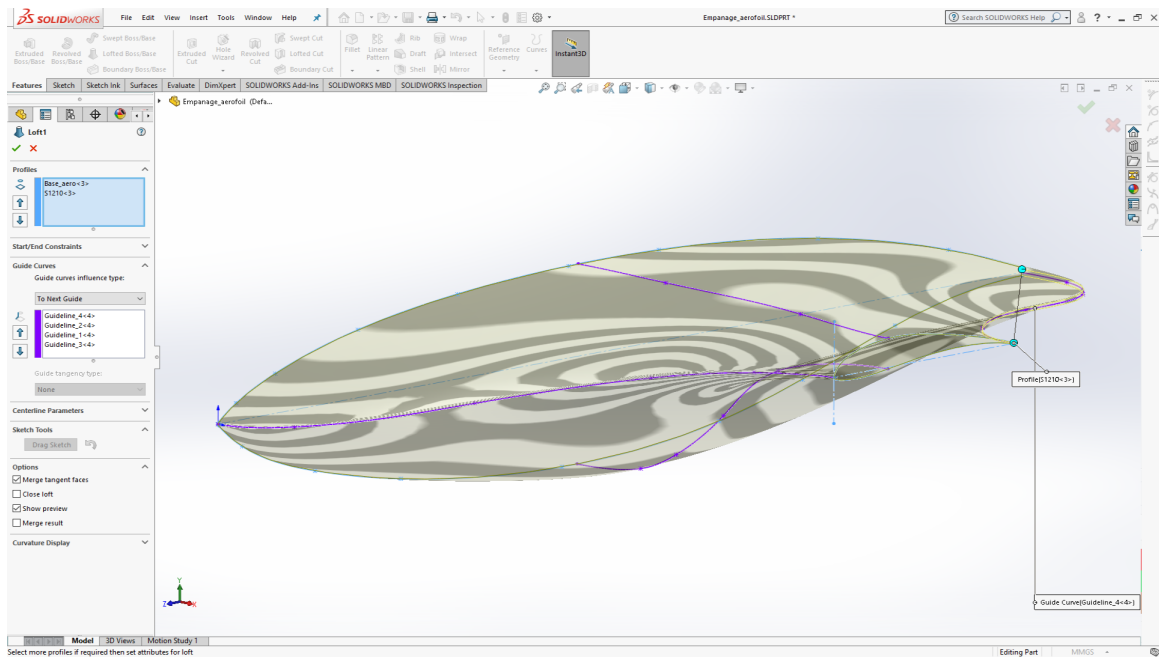 SOLIDWORKS File Edit View Insert Tools Window Help Empanage_aerofoil.SLDPRT * Search SOLIDWORKS Help
Extruded Boss/Base
Revolved Boss/Base
Swept Boss/Base
Lofted Boss/Base
Boundary Boss/Base
Extruded Cut
Hole Wizard
Revolved Cut
Swept Cut
Lofted Cut
Boundary Cut
Fillet
Linear Pattern
Rib
Draft
Shell
Wrap
Intersect
Mirror
Reference Geometry
Curves
Instant3D
Features Sketch Sketch Ink Surfaces Evaluate DimXpert SOLIDWORKS Add-Ins SOLIDWORKS MBD SOLIDWORKS Inspection
Empanage_aerofoil (Defa...
Loft1
Profiles
Base_aero<3>
S1210<3>
Start/End Constraints
Guide Curves
Guide curves influence type:
To Next Guide
Guideline_4<4>
Guideline_2<4>
Guideline_1<4>
Guideline_3<4>
Guide tangency type:
None
Centerline Parameters
Sketch Tools
Drag Sketch
Options
Merge tangent faces
Close loft
Show preview
Merge result
Curvature Display
Profile(S1210<3>)
Guide Curve(Guideline_4<4>)
Y
Z
X
Model 3D Views Motion Study 1
Select more profiles if required then set attributes for loft Editing Part MMGS